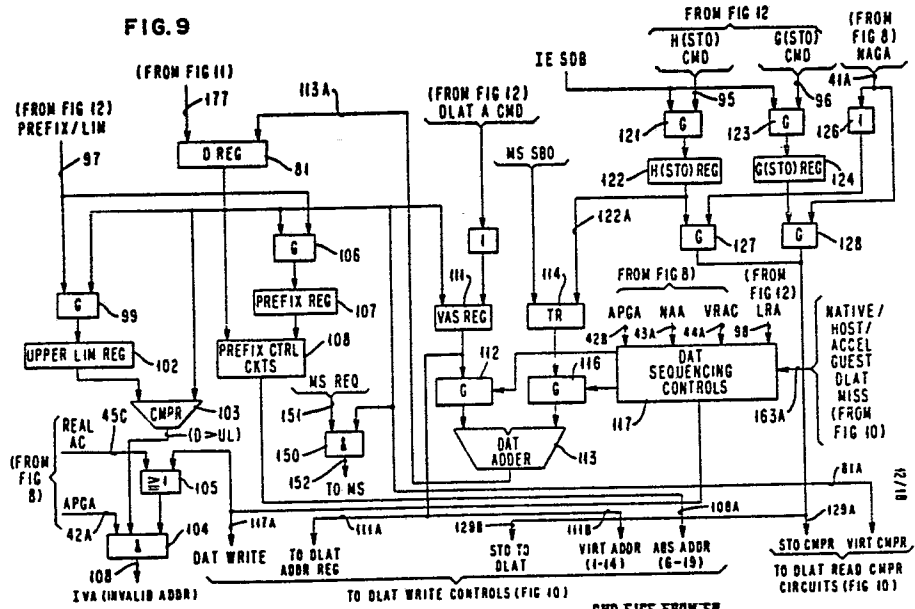 FIG. 9
(FROM FIG 11)
177
113A
(FROM FIG 12)
PREFIX/LIM
97
D REG
81
(FROM FIG 12)
DLAT A CMD
MS SBO
IE SDB
FROM FIG 12
H(STO)
CMD
G(STO)
CMD
(FROM
FIG 8)
NAGA
41A
95
96
121
G
123
G
126
I
122
H(STO) REG
G(STO) REG
124
122A
G
127
G
128
G
99
UPPER LIM REG
102
G
106
PREFIX REG
107
PREFIX CTRL
CKTS
108
I
111
VAS REG
114
TR
112
G
116
G
DAT
ADDER
113
FROM FIG 8)
APGA
NAA
VRAC
(FROM
FIG 12)
LRA
42B
43A
44A
98
DAT
SEQUENCING
CONTROLS
117
NATIVE/
HOST/
ACCEL
GUEST
DLAT
MISS
(FROM
FIG 10)
163A
CMPR
103
(D>UL)
MS REQ
151
&
150
152
TO MS
REAL
AC
45C
(FROM
FIG
8)
105
APGA
42A
&
104
108
IVA (INVALID ADDR)
117A
DAT WRITE
111A
TO DLAT
ADDR REG
129B
STO TO
DLAT
111B
VIRT ADDR
(1-14)
108A
ABS ADDR
(6-19)
81A
129A
STO CMPR
VIRT CMPR
TO DLAT WRITE CONTROLS (FIG 10)
TO DLAT READ CMPR
CIRCUITS (FIG 10)
12/18